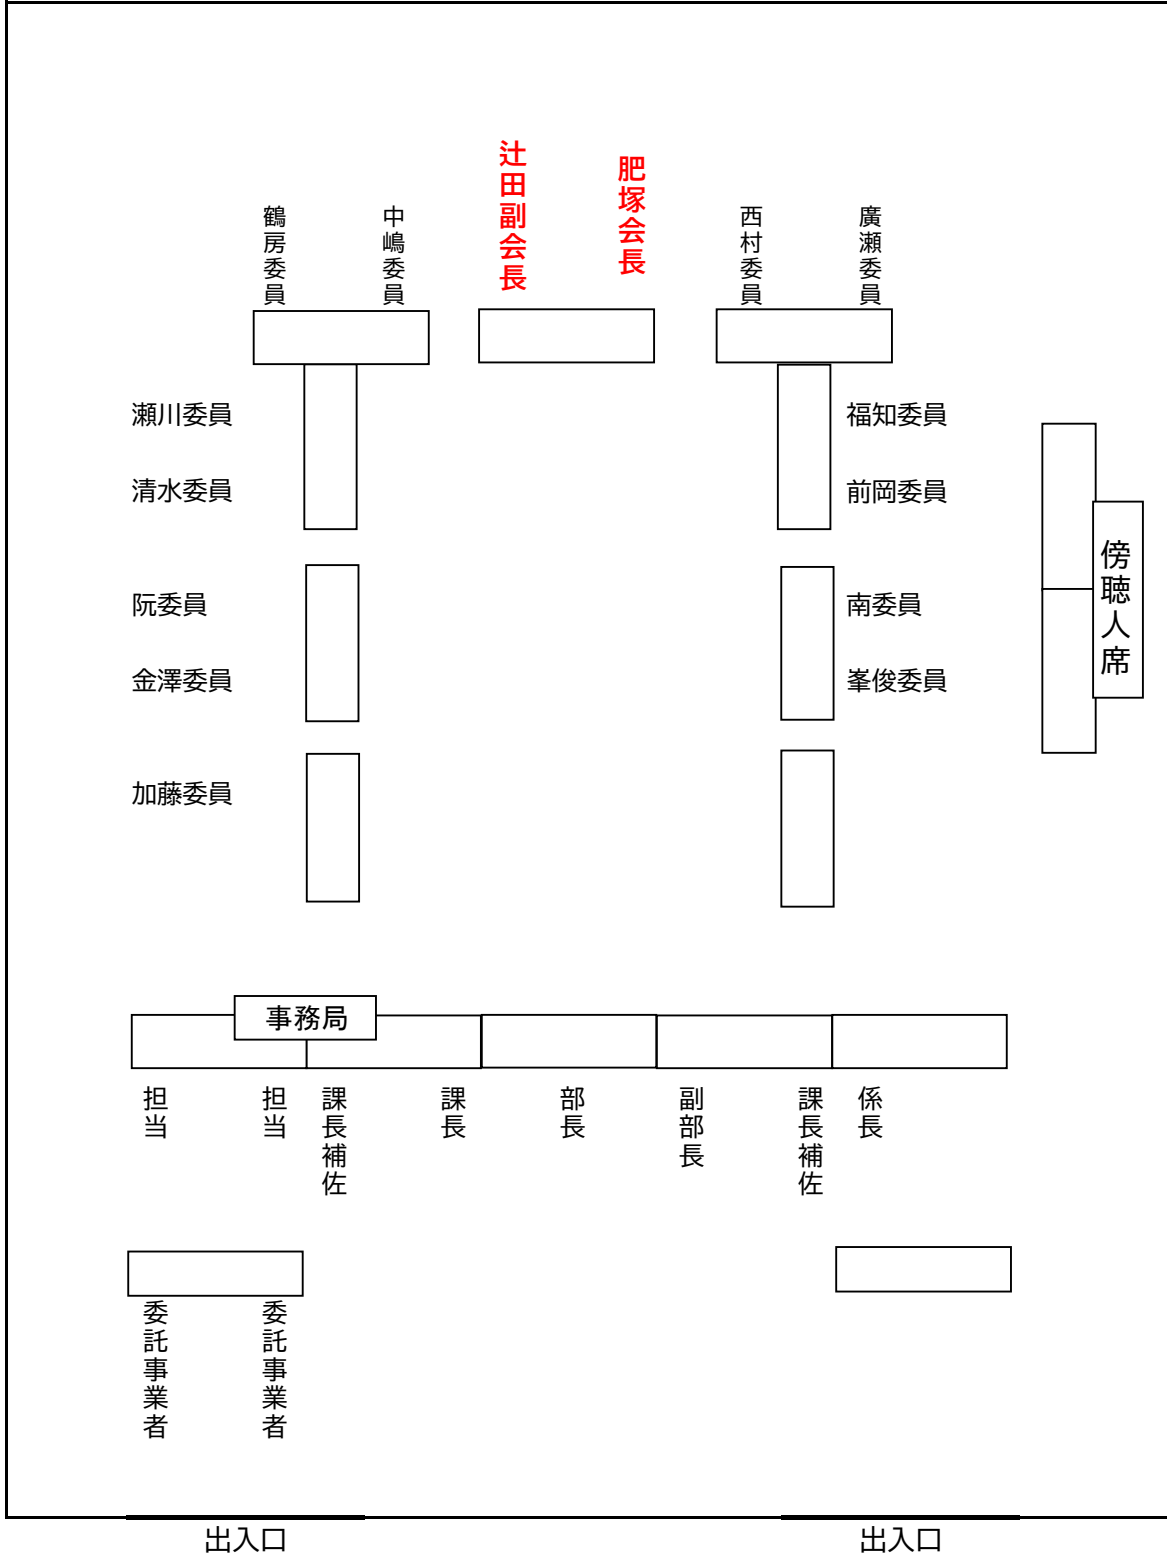 辻田副会長
肥塚会長
鶴房委員
中嶋委員
西村委員
廣瀬委員
瀬川委員
福知委員
清水委員
前岡委員
傍聴人席
阮委員
南委員
金澤委員
峯俊委員
加藤委員
事務局
担当
担当
課長補佐
課長
部長
副部長
課長補佐
係長
委託事業者
委託事業者
出入口
出入口